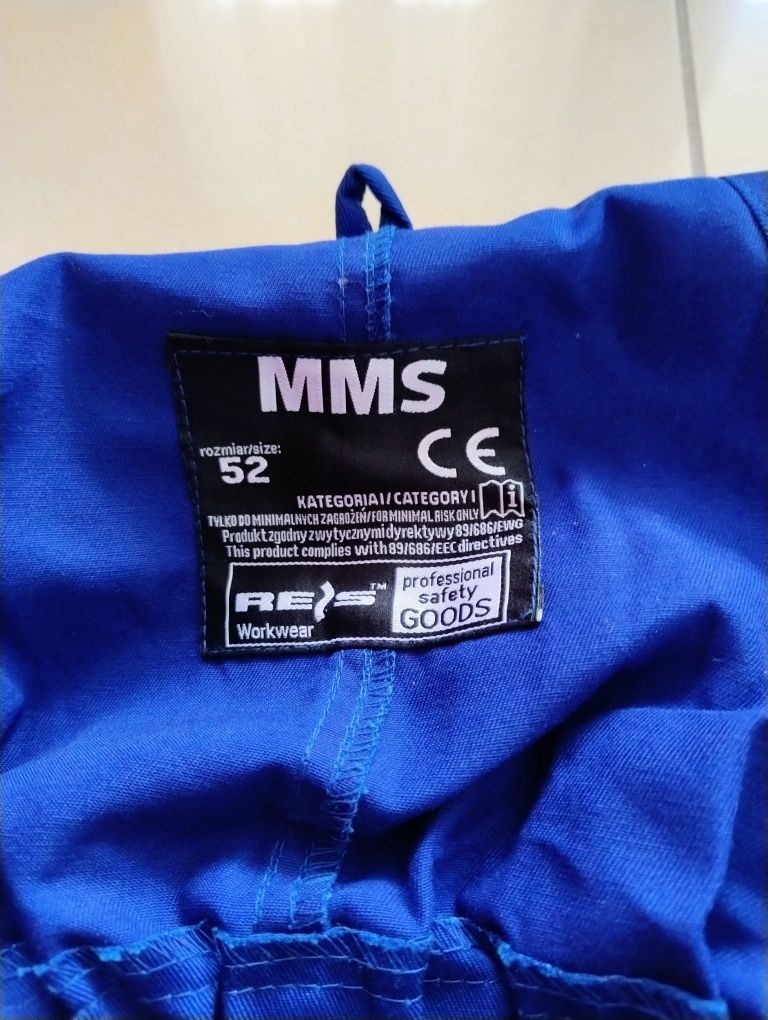 MMS
rozmiar/size:
52
CE
KATEGORIA I / CATEGORY I
TYLKO DO MINIMALNYCH ZAGROŻEŃ/FOR MINIMAL RISK ONLY
i
Produkt zgodny z wytycznymi dyrektywy 89/686/EWG
This product complies with 89/686/EEC directives
REIS™
Workwear
professional
safety
GOODS